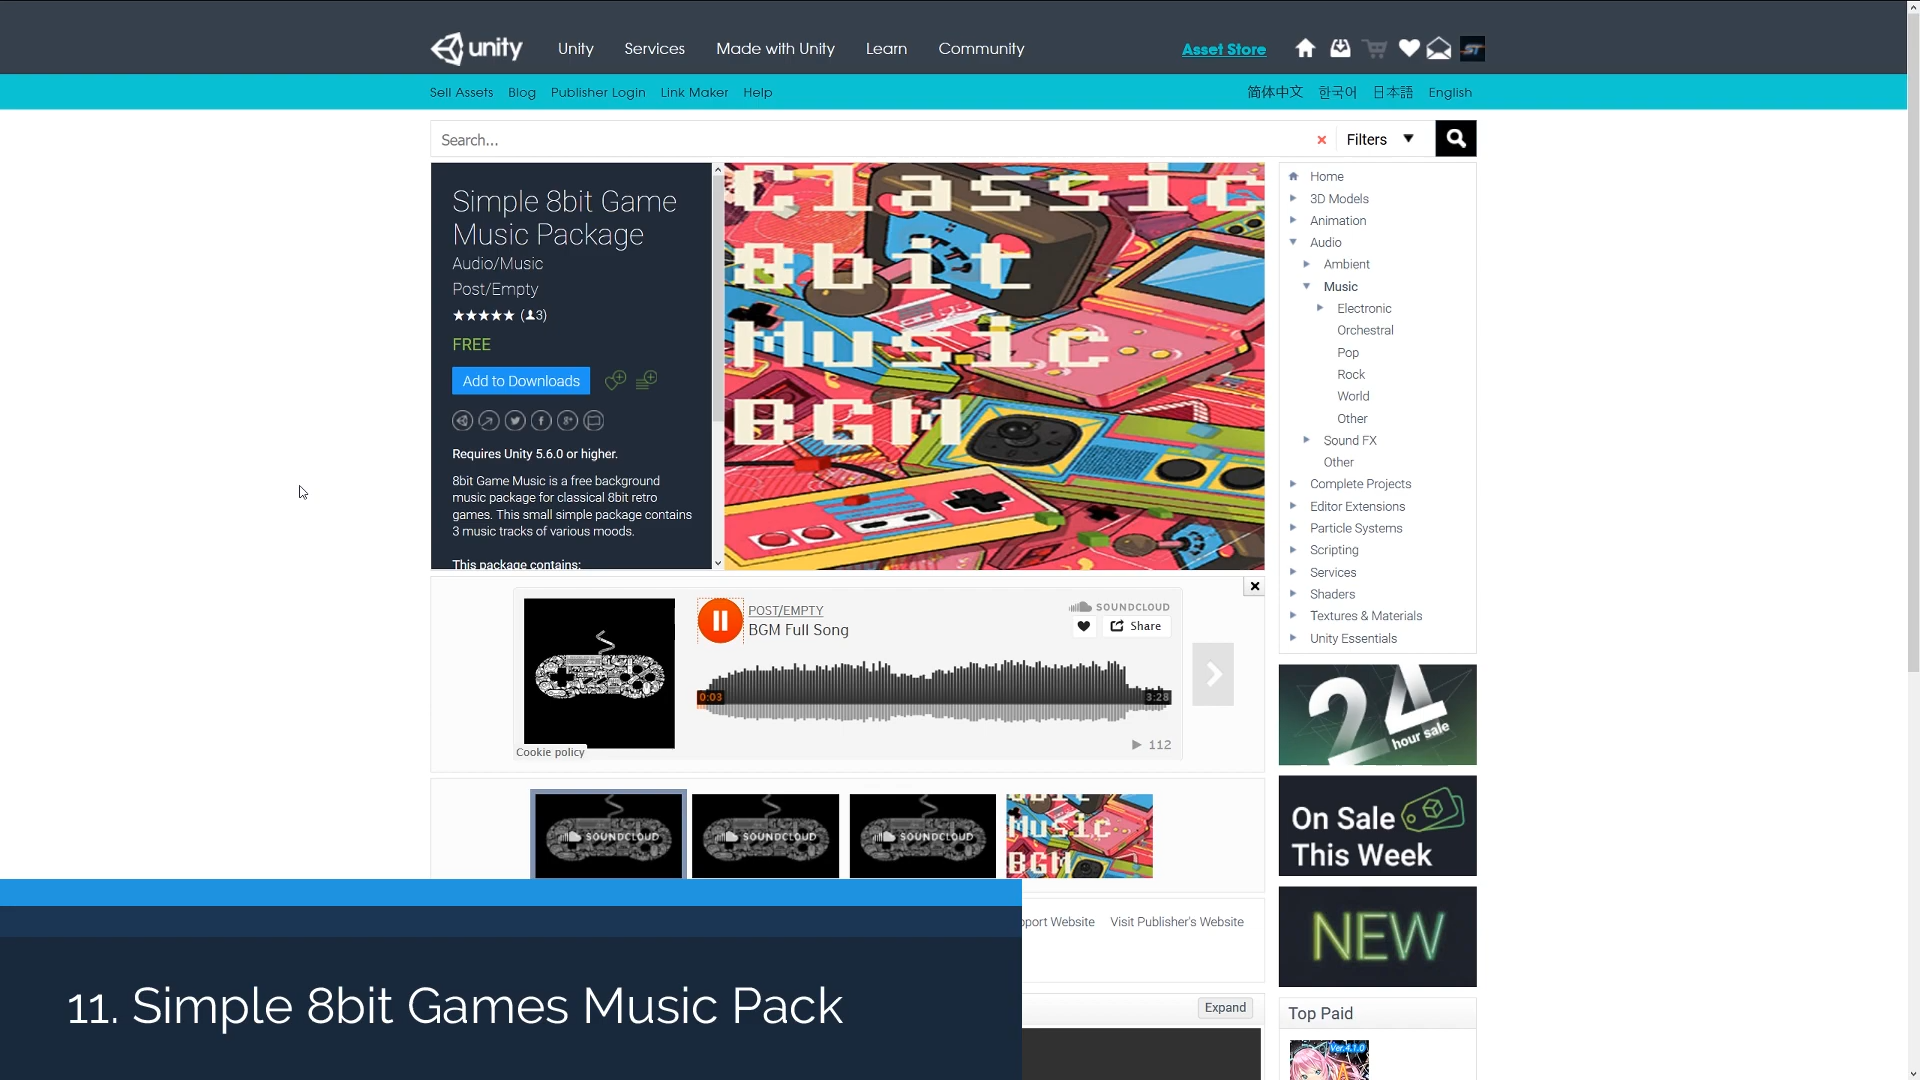 unity
Unity Services Made with Unity Learn Community
Asset Store
ST
Sell Assets Blog Publisher Login Link Maker Help
简体中文 한국어 日本語 English
Search...
× Filters
Simple 8bit Game
Music Package
Audio/Music
Post/Empty
★★★★★ (3)
FREE
Add to Downloads
Requires Unity 5.6.0 or higher.
8bit Game Music is a free background
music package for classical 8bit retro
games. This small simple package contains
3 music tracks of various moods.
This package contains:
Classic
8bit
Music
BGM
Home
3D Models
Animation
Audio
Ambient
Music
Electronic
Orchestral
Pop
Rock
World
Other
Sound FX
Other
Complete Projects
Editor Extensions
Particle Systems
Scripting
Services
Shaders
Textures & Materials
Unity Essentials
POST/EMPTY
BGM Full Song
SOUNDCLOUD
Share
0:03
3:28
Cookie policy
112
SOUNDCLOUD
SOUNDCLOUD
SOUNDCLOUD
Music
BGM
24
hour sale
On Sale
This Week
NEW
pport Website Visit Publisher's Website
Expand
Top Paid
Ver.4.1.0
11. Simple 8bit Games Music Pack